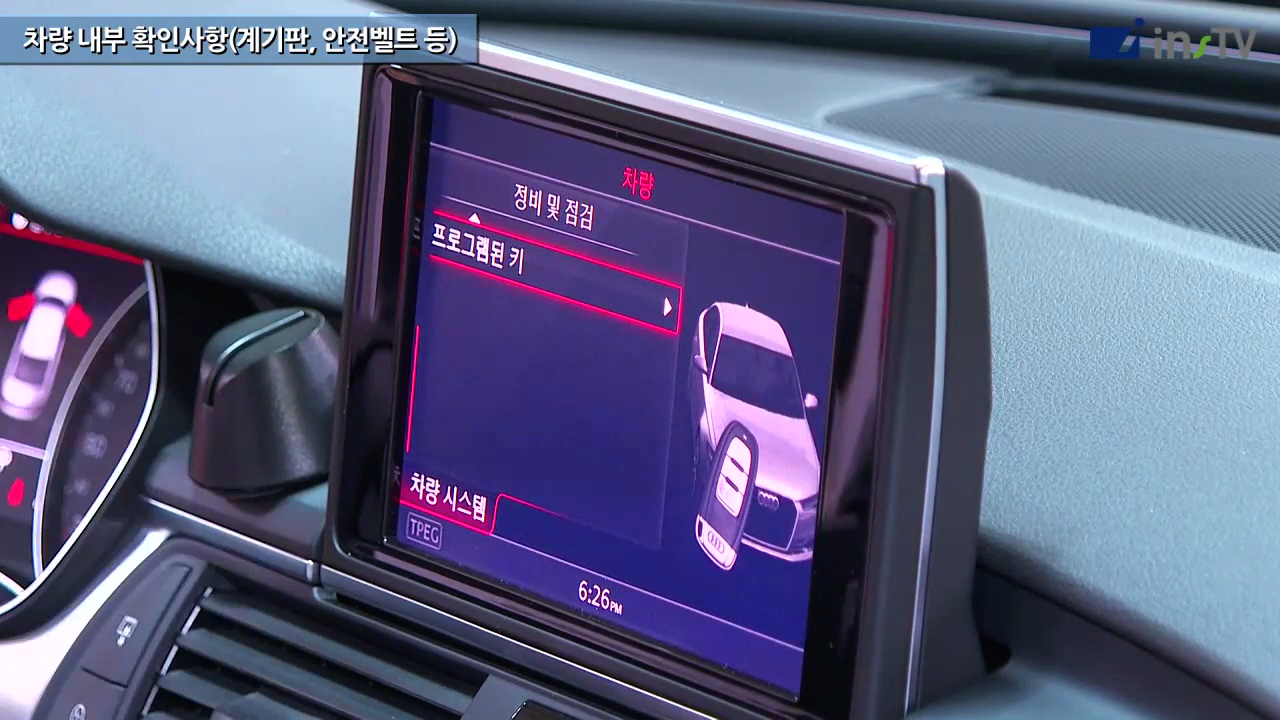 차량 내부 확인사항(계기판, 안전벨트 등)
insTV
차량
정비 및 점검
프로그램된 키
차량 시스템
TPEG
6:26PM